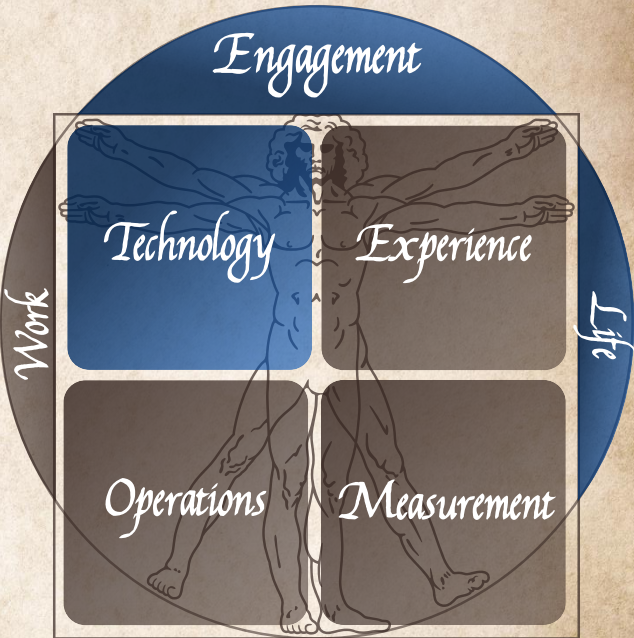 Engagement
Technology
Experience
Work
Life
Operations
Measurement